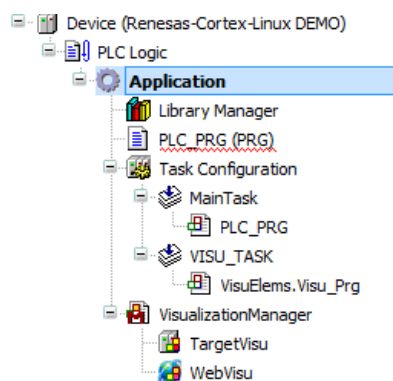 Device (Renesas-Cortex-Linux DEMO)
PLC Logic
Application
Library Manager
PLC_PRG (PRG)
Task Configuration
MainTask
PLC_PRG
VISU_TASK
VisuElems.Visu_Prg
VisualizationManager
TargetVisu
WebVisu